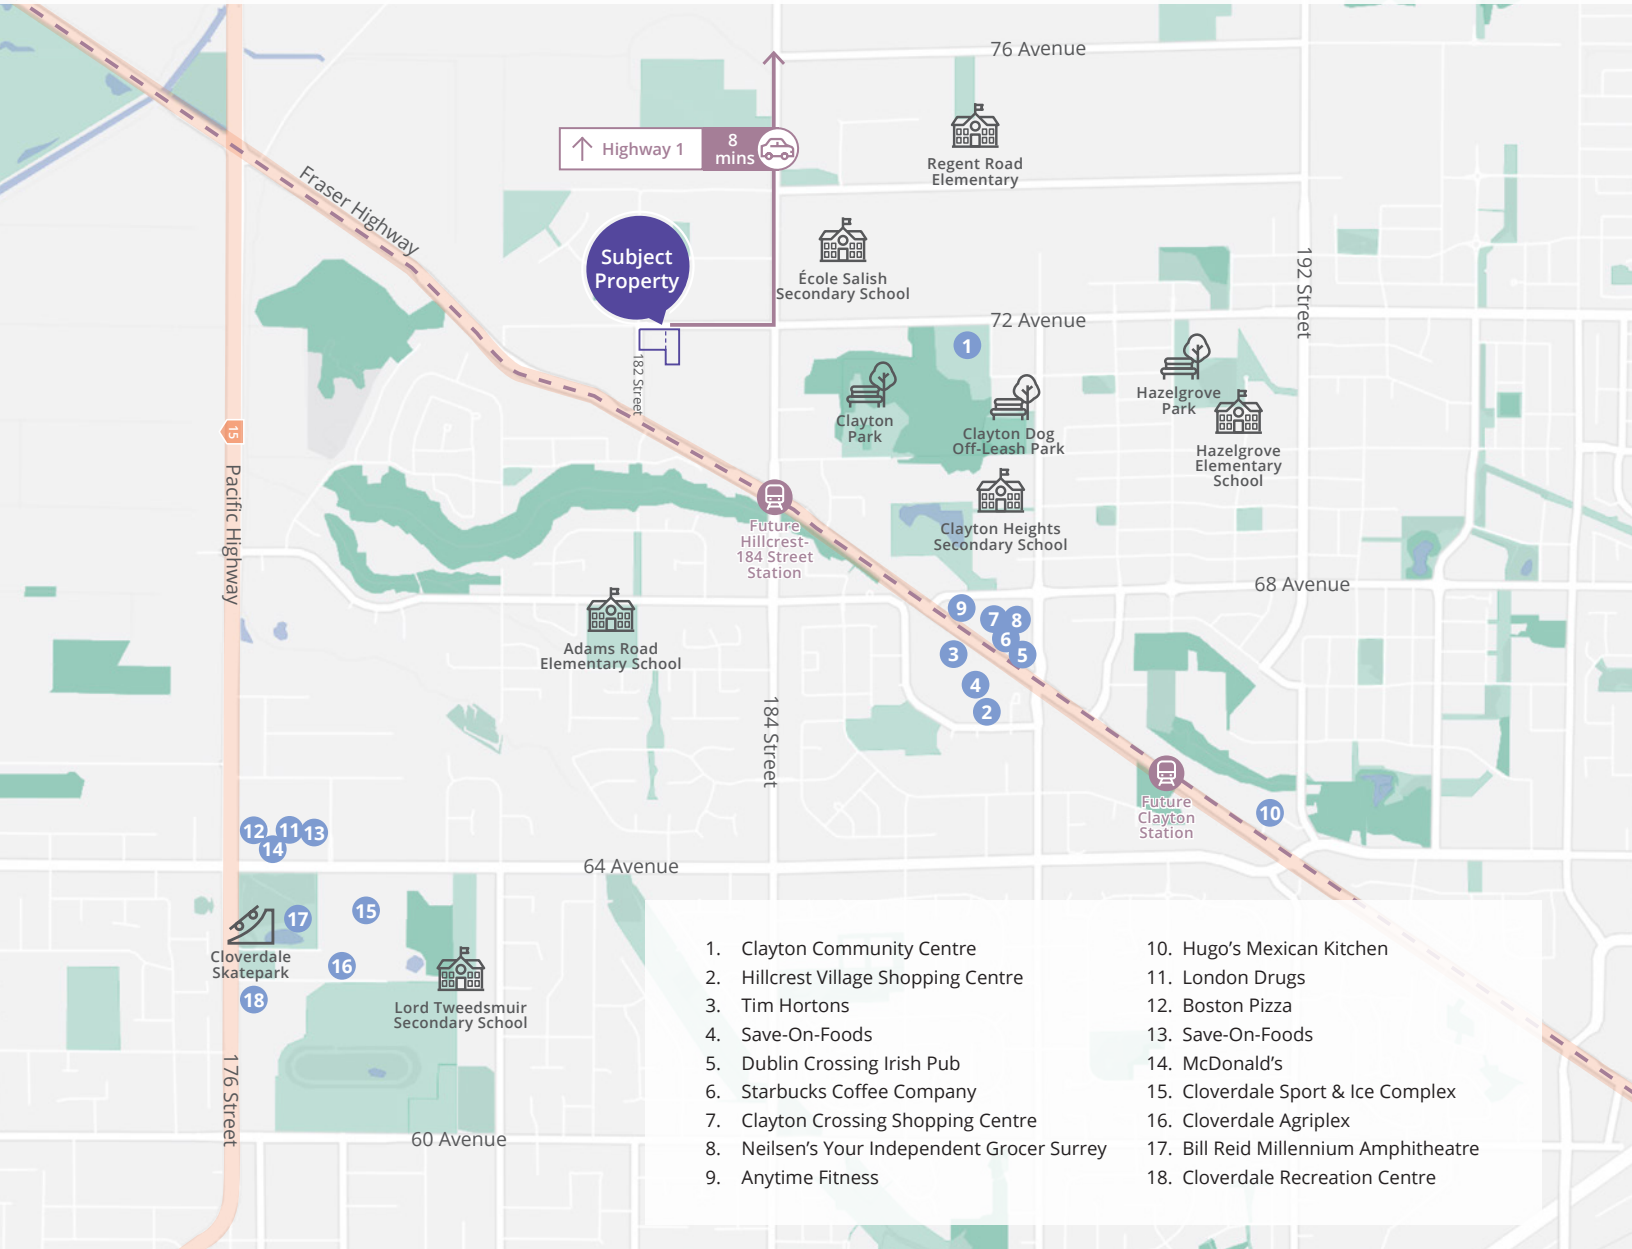 76 Avenue
Highway 1
8
mins
Regent Road
Elementary
Fraser Highway
Subject
Property
École Salish
Secondary School
192 Street
72 Avenue
1
182 Street
Hazelgrove
Park
Clayton
Park
Clayton Dog
Off-Leash Park
Hazelgrove
Elementary
School
15
Pacific Highway
Future
Hillcrest-
184 Street
Station
Clayton Heights
Secondary School
68 Avenue
9
7
8
6
3
5
4
2
Adams Road
Elementary School
184 Street
Future
Clayton
Station
10
12
11
13
14
64 Avenue
17
15
Cloverdale
Skatepark
16
18
Lord Tweedsmuir
Secondary School
176 Street
60 Avenue
1. Clayton Community Centre
2. Hillcrest Village Shopping Centre
3. Tim Hortons
4. Save-On-Foods
5. Dublin Crossing Irish Pub
6. Starbucks Coffee Company
7. Clayton Crossing Shopping Centre
8. Neilsen's Your Independent Grocer Surrey
9. Anytime Fitness
10. Hugo's Mexican Kitchen
11. London Drugs
12. Boston Pizza
13. Save-On-Foods
14. McDonald's
15. Cloverdale Sport & Ice Complex
16. Cloverdale Agriplex
17. Bill Reid Millennium Amphitheatre
18. Cloverdale Recreation Centre